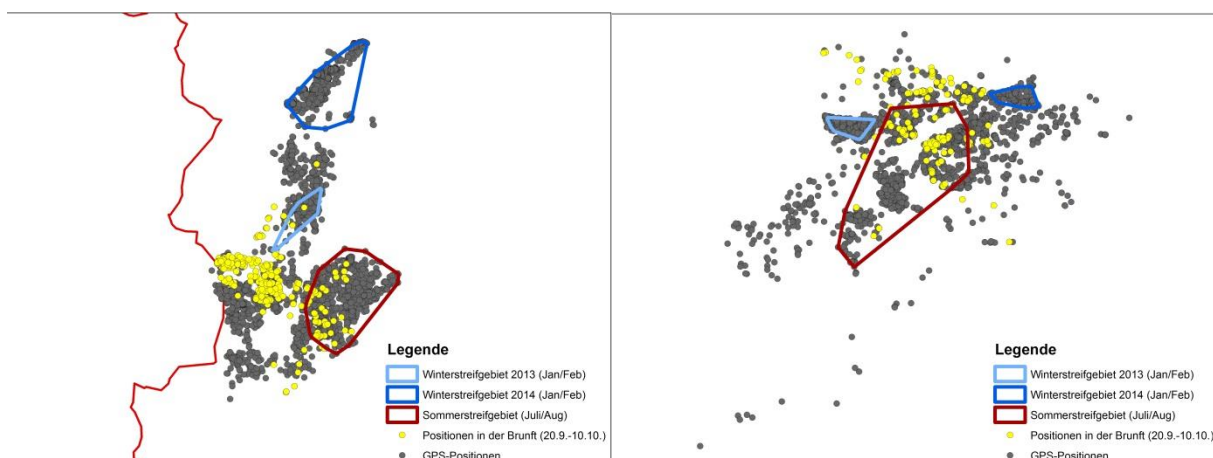 Legende
Winterstreifgebiet 2013 (Jan/Feb)
Winterstreifgebiet 2014 (Jan/Feb)
Sommerstreifgebiet (Juli/Aug)
Positionen in der Brunft (20.9.-10.10.)
GPS-Positionen
Legende
Winterstreifgebiet 2013 (Jan/Feb)
Winterstreifgebiet 2014 (Jan/Feb)
Sommerstreifgebiet (Juli/Aug)
Positionen in der Brunft (20.9.-10.10.)
GPS-Positionen